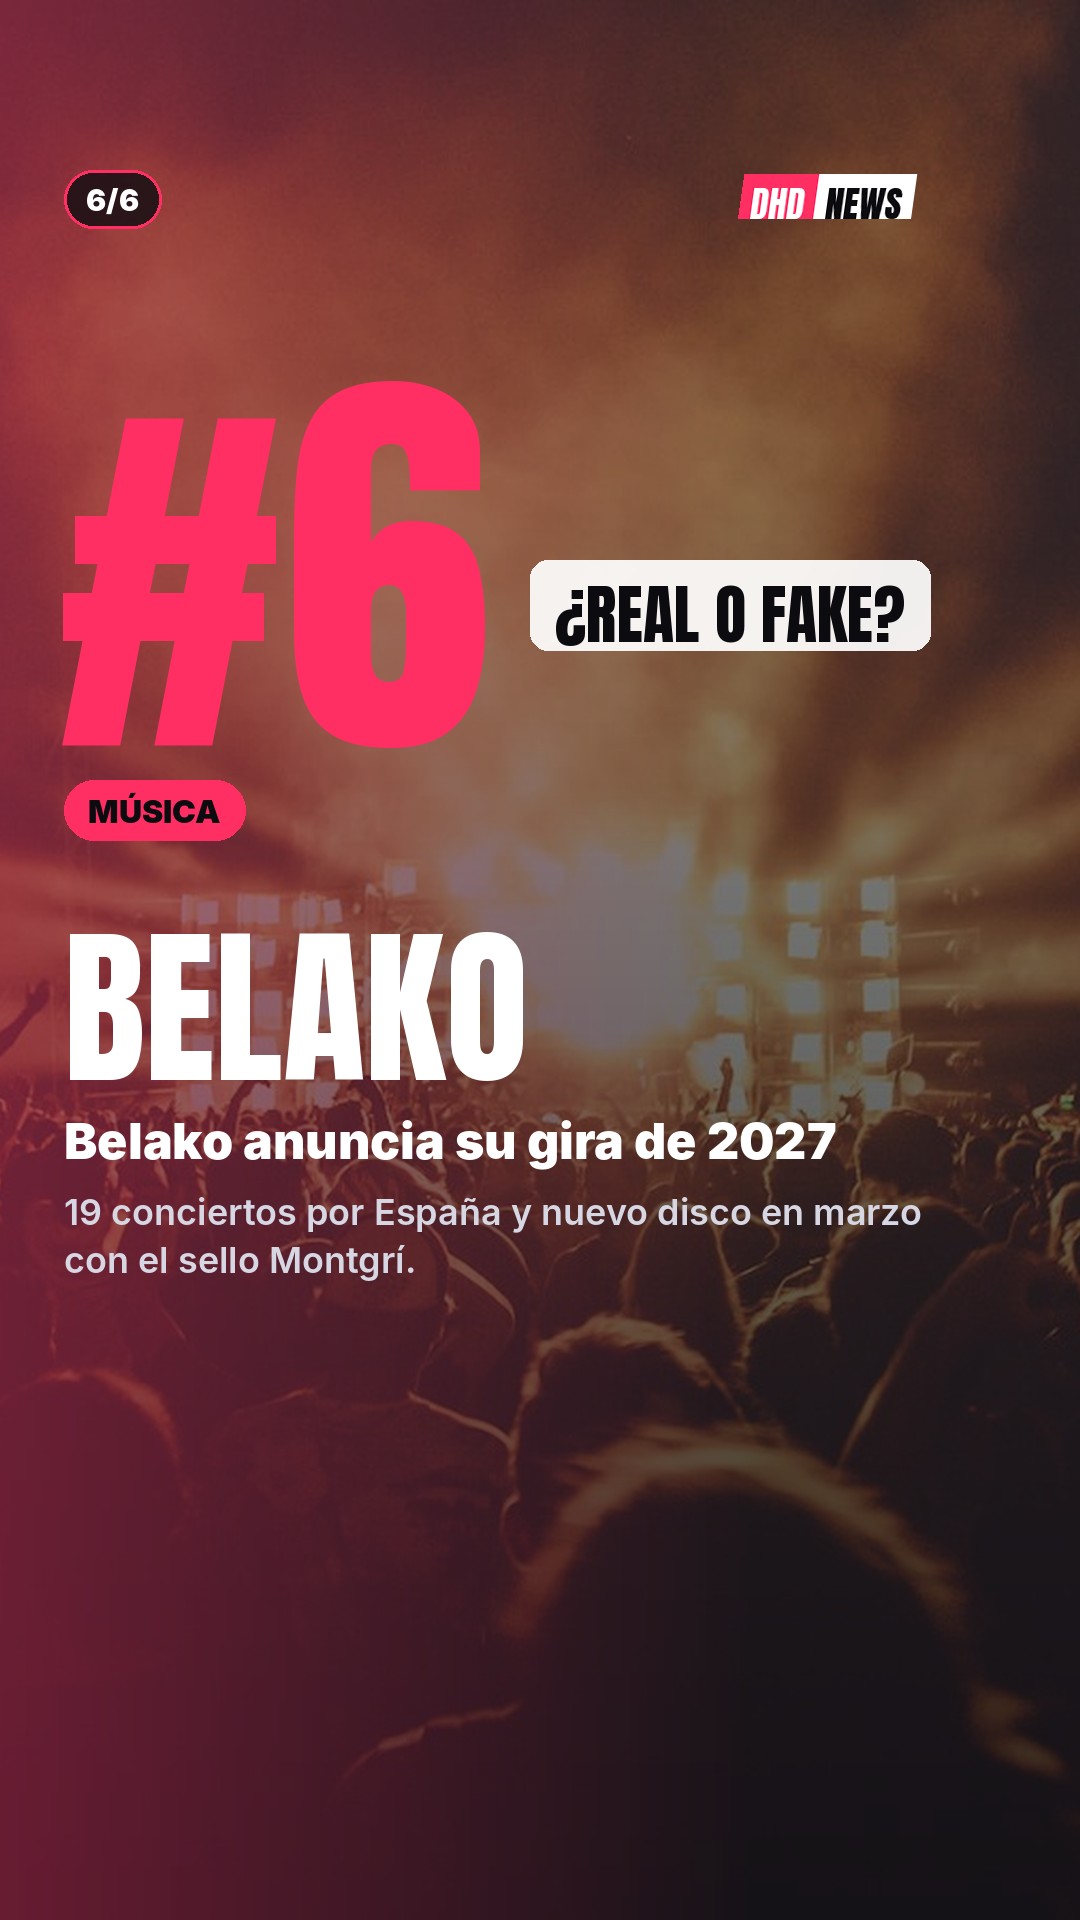 6/6
DHD NEWS
#6
¿REAL O FAKE?
MÚSICA
BELAKO
Belako anuncia su gira de 2027
19 conciertos por España y nuevo disco en marzo
con el sello Montgrí.